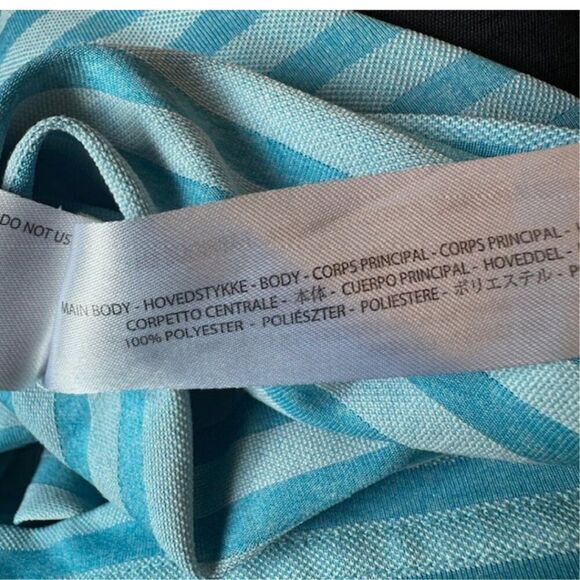 DO NOT US
MAIN BODY - HOVEDSTYKKE - BODY - CORPS PRINCIPAL - CORPS PRINCIPAL -
CORPETTO CENTRALE - 本体 - CUERPO PRINCIPAL - HOVEDDEL -
100% POLYESTER - POLIÉSZTER - POLIESTERE - ポリエステル - P